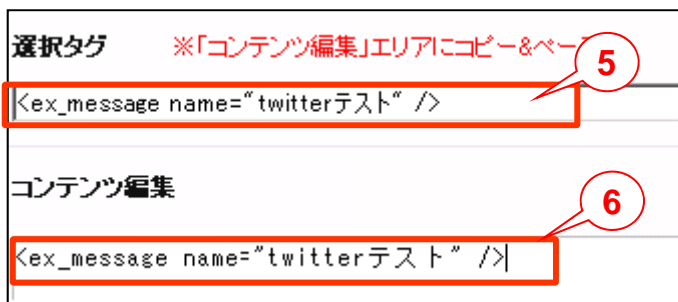 選択タグ ※「コンテンツ編集」エリアにコピー&ペー
5
<ex_message name="twitterテスト" />
コンテンツ編集
6
<ex_message name="twitterテスト" />